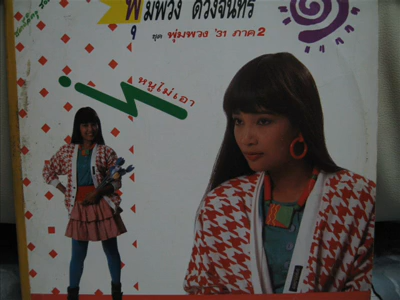 พุ่มพวง ดวงจันทร์
ชุด พุ่มพวง '31 ภาค 2
หนูไม่เอา